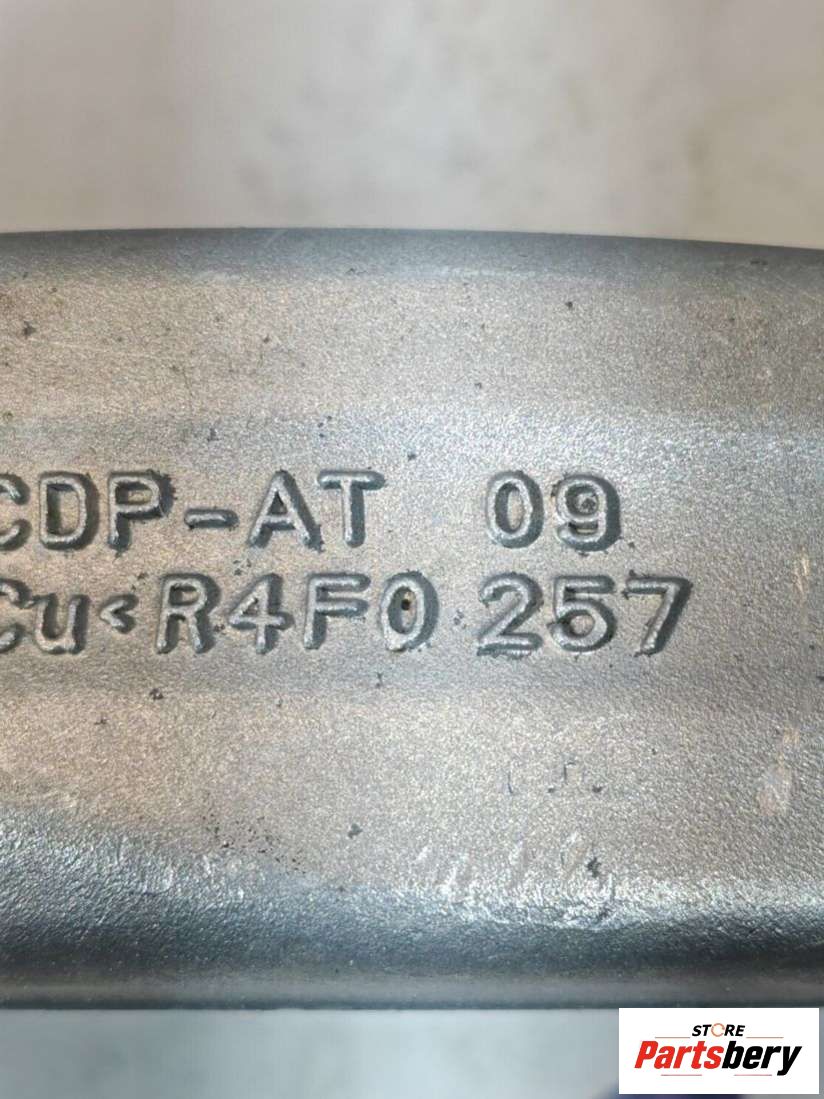 CDP-AT 09
Cu< R4F0 257
STORE
Partsbery